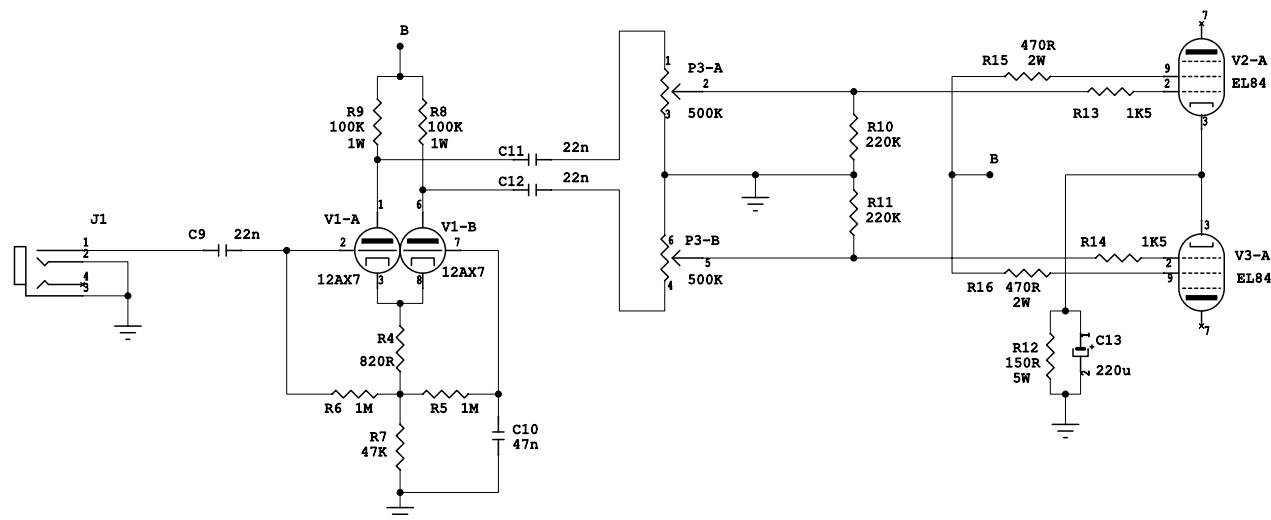 J1
1
2
4
3
C9 22n
B
R9
100K
1W
R8
100K
1W
V1-A
1
2
12AX7
3
V1-B
6
7
12AX7
8
R4
820R
R6 1M
R5 1M
R7
47K
C10
47n
C11 22n
C12 22n
1
P3-A
2
500K
3
6
P3-B
5
500K
4
R10
220K
R11
220K
R15
470R
2W
9
2
R13 1K5
7
V2-A
EL84
3
B
3
R14 1K5
2
9
R16
470R
2W
V3-A
EL84
7
R12
150R
5W
1
+
C13
2
220u